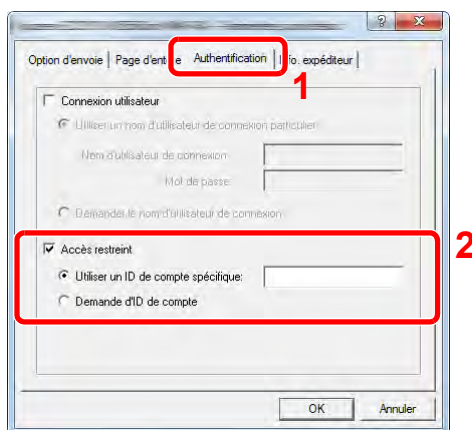 Option d'envoie Page d'entête Authentification Info. expéditeur
1
Connexion utilisateur
Utiliser un nom d'utilisateur de connexion particulier:
Nom d'utilisateur de connexion:
Mot de passe:
Demander le nom d'utilisateur de connexion
2
Accès restreint
Utiliser un ID de compte spécifique:
Demande d'ID de compte
OK Annuler